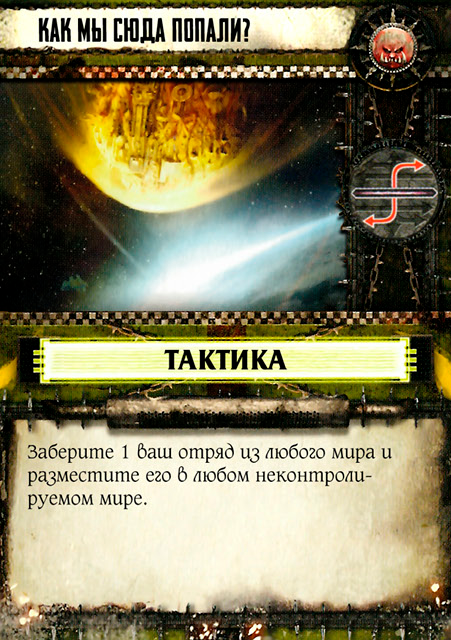 КАК МЫ СЮДА ПОПАЛИ?
ТАКТИКА
Заберите 1 ваш отряд из любого мира и
разместите его в любом неконтроли-
руемом мире.